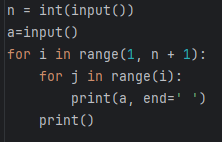 n = int(input())
a=input()
for i in range(1, n + 1):
    for j in range(i):
        print(a, end=' ')
    print()